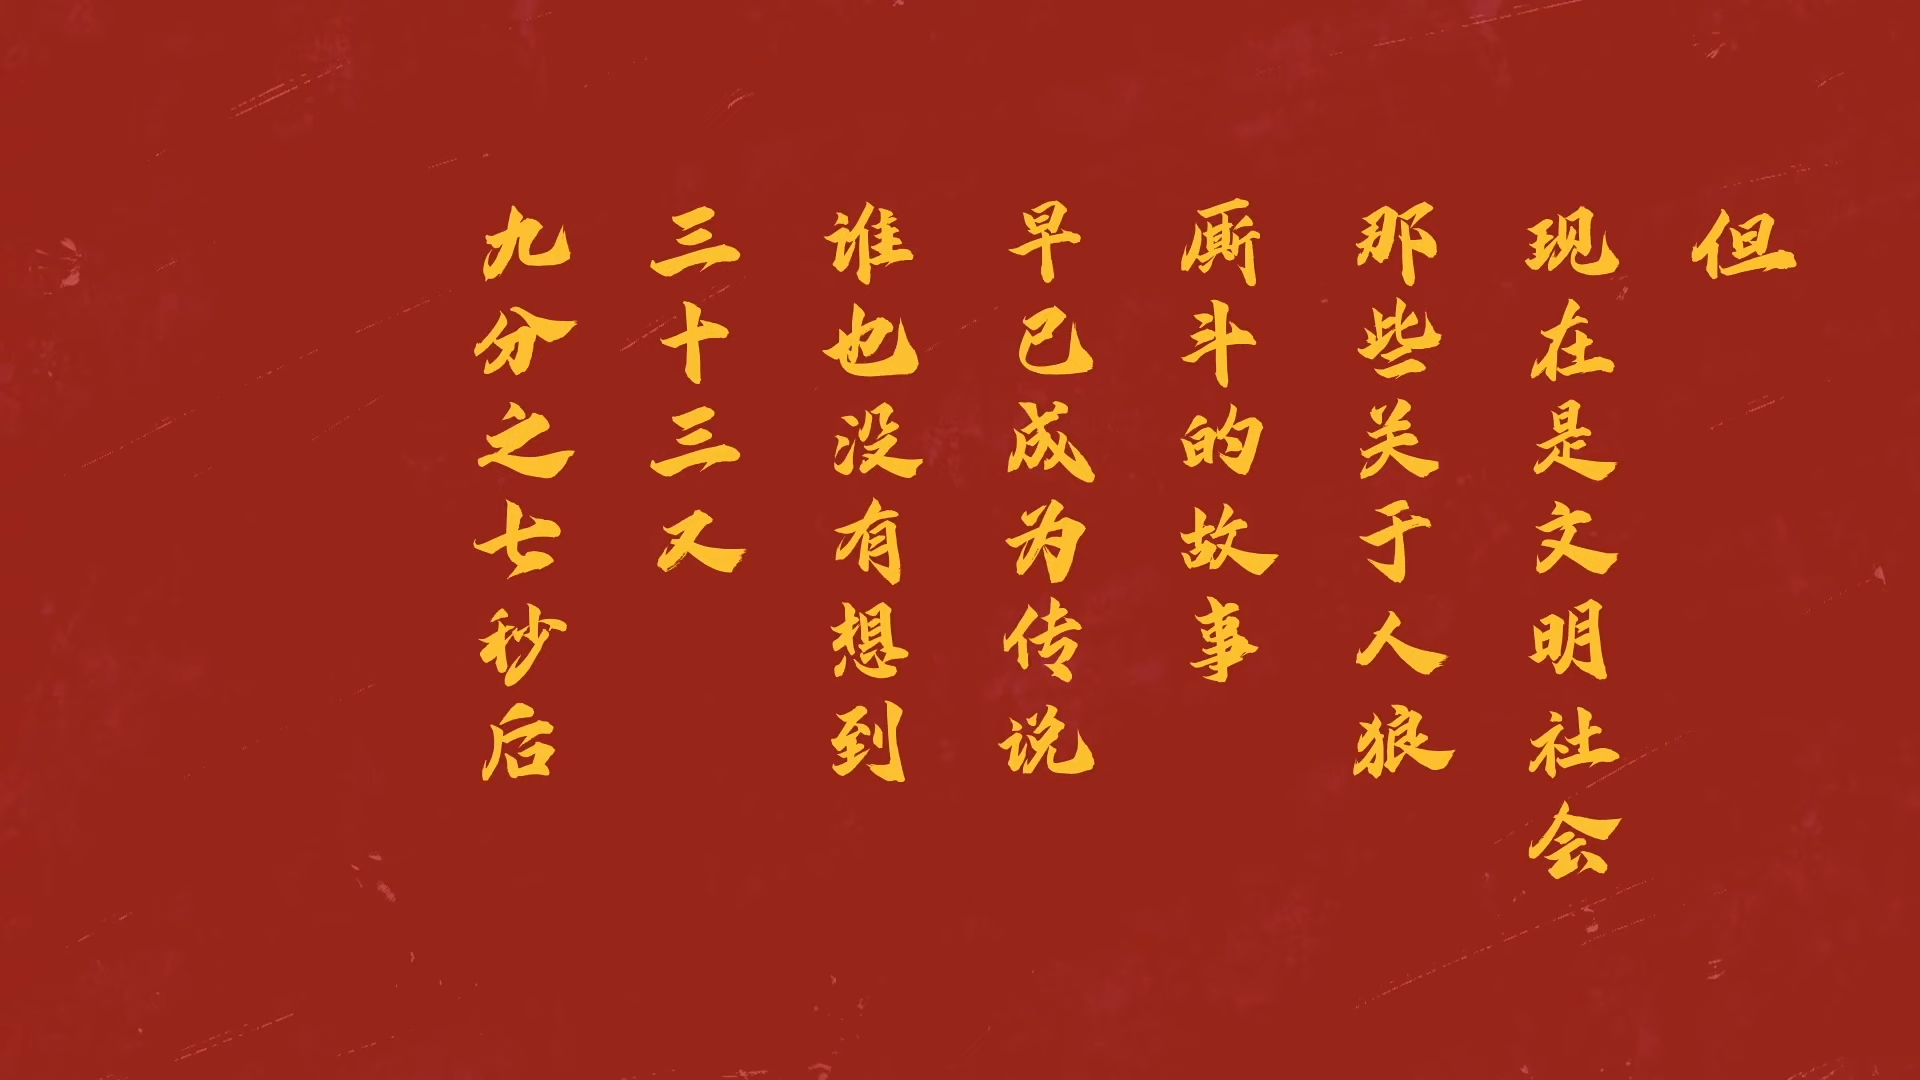 但
现在是文明社会
那些关于人狼
厮斗的故事
早已成为传说
谁也没有想到
三十三又
九分之七秒后